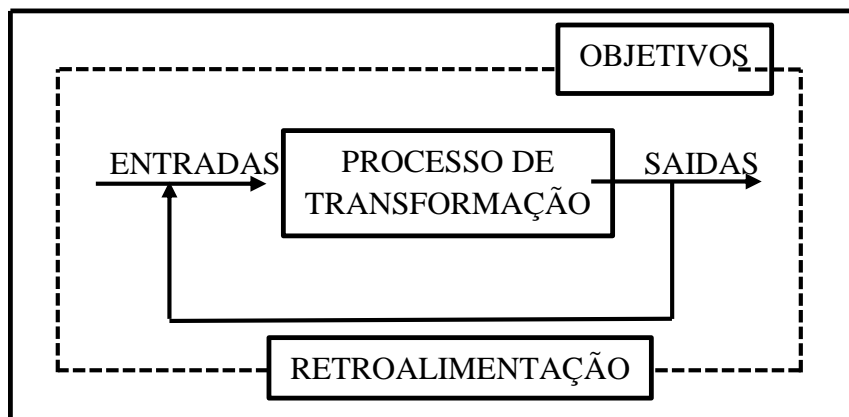 OBJETIVOS
ENTRADAS
PROCESSO DE
TRANSFORMAÇÃO
SAIDAS
RETROALIMENTAÇÃO